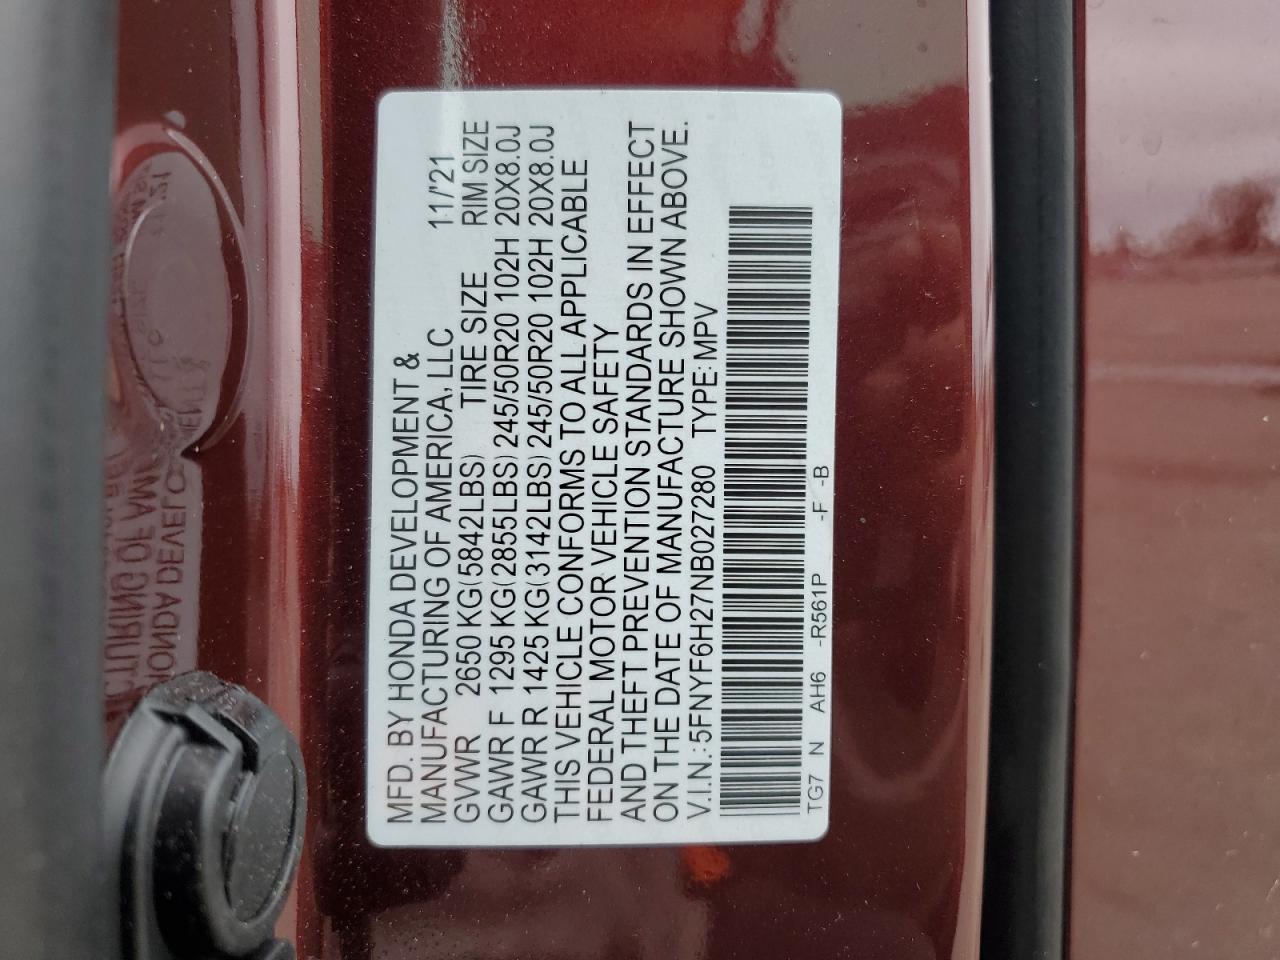 MFD. BY HONDA DEVELOPMENT &
MANUFACTURING OF AMERICA, LLC 11/'21
GVWR 2650 KG(5842LBS) TIRE SIZE RIM SIZE
GAWR F 1295 KG(2855LBS) 245/50R20 102H 20X8.0J
GAWR R 1425 KG(3142LBS) 245/50R20 102H 20X8.0J
THIS VEHICLE CONFORMS TO ALL APPLICABLE
FEDERAL MOTOR VEHICLE SAFETY
AND THEFT PREVENTION STANDARDS IN EFFECT
ON THE DATE OF MANUFACTURE SHOWN ABOVE.
V.I.N.: 5FNYF6H27NB027280 TYPE: MPV
TG7 N AH6 -R561P -F -B